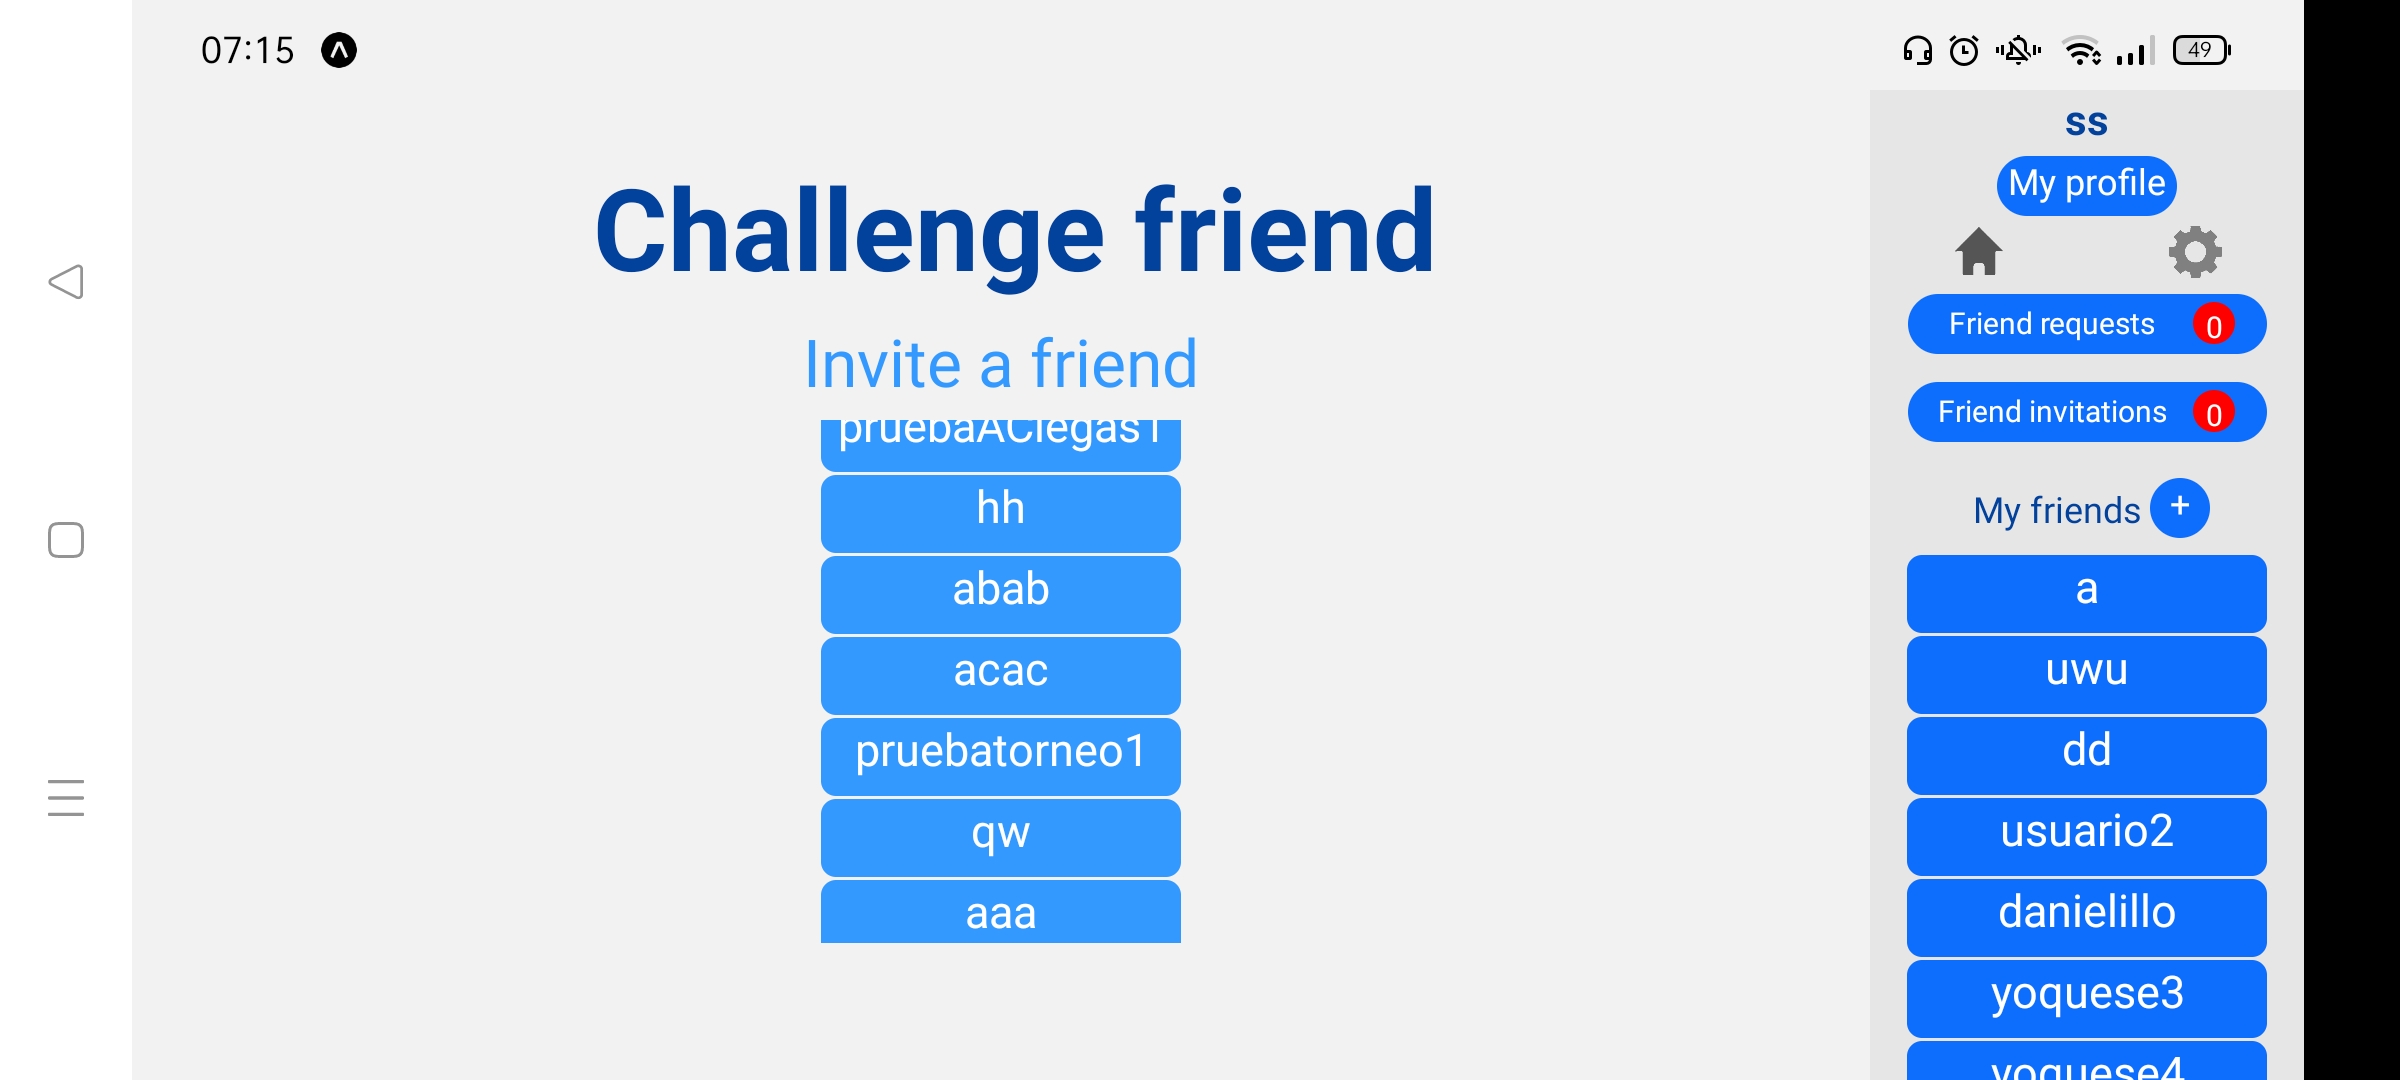 07:15
49
Challenge friend
Invite a friend
pruebaACiegas1
hh
abab
acac
pruebatorneo1
qw
aaa
ss
My profile
Friend requests 0
Friend invitations 0
My friends +
a
uwu
dd
usuario2
danielillo
yoquese3
yoquese4